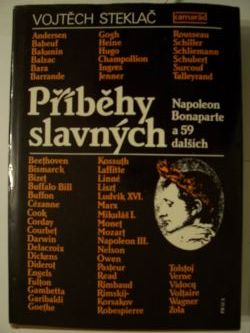 VOJTĚCH STEKLAČ
kamarád
Andersen
Babeuf
Bakunin
Balzac
Bara
Barrande
Gogh
Heine
Hugo
Champollion
Ingres
Jenner
Rousseau
Schiller
Schliemann
Schubert
Surcouf
Talleyrand
Příběhy
slavných
Napoleon
Bonaparte
a 59
dalších
Beethoven
Bismarck
Bizet
Buffalo Bill
Buffon
Cézanne
Cook
Corday
Courbet
Darwin
Delacroix
Dickens
Diderot
Engels
Fulton
Gambetta
Garibaldi
Goethe
Kossuth
Laffitte
Linné
Liszt
Ludvík XVI.
Marx
Mikuláš I.
Monet
Mozart
Napoleon III.
Nelson
Owen
Pasteur
Read
Rimbaud
Rimskij-
Korsakov
Robespierre
Tolstoj
Verne
Vidocq
Voltaire
Wagner
Zola
PRÁCE